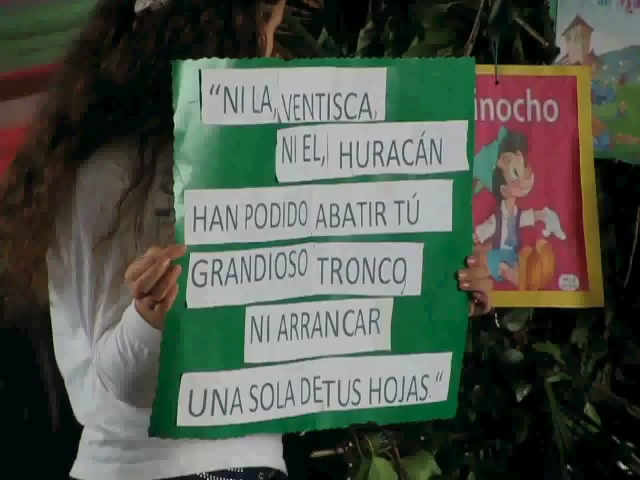 “NI LA, VENTISCA,
NI EL, HURACÁN
HAN PODIDO ABATIR TÚ
GRANDIOSO TRONCO,
NI ARRANCAR
UNA SOLA DE TUS HOJAS.“
inocho